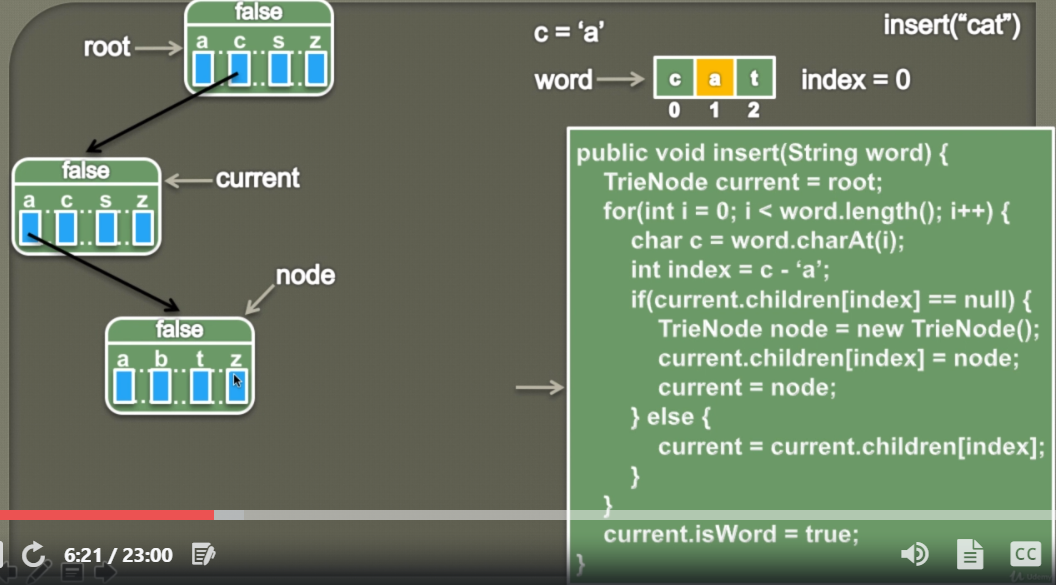 false
a c s z
root
c = ‘a’
insert("cat")
word
c a t
0 1 2
index = 0
false
a c s z
current
node
false
a b t z
public void insert(String word) {
TrieNode current = root;
for(int i = 0; i < word.length(); i++) {
char c = word.charAt(i);
int index = c - ‘a’;
if(current.children[index] == null) {
TrieNode node = new TrieNode();
current.children[index] = node;
current = node;
} else {
current = current.children[index];
}
}
current.isWord = true;
}
6:21 / 23:00
CC